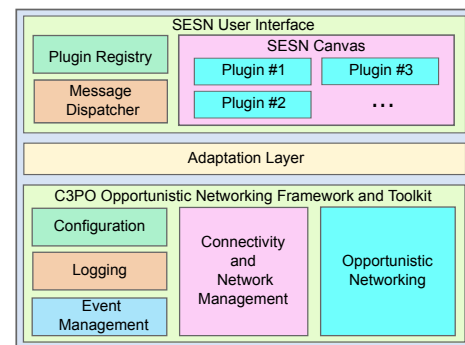 SESN User Interface
Plugin Registry
Message
Dispatcher
SESN Canvas
Plugin #1
Plugin #3
Plugin #2
...
Adaptation Layer
C3PO Opportunistic Networking Framework and Toolkit
Configuration
Logging
Event
Management
Connectivity
and
Network
Management
Opportunistic
Networking